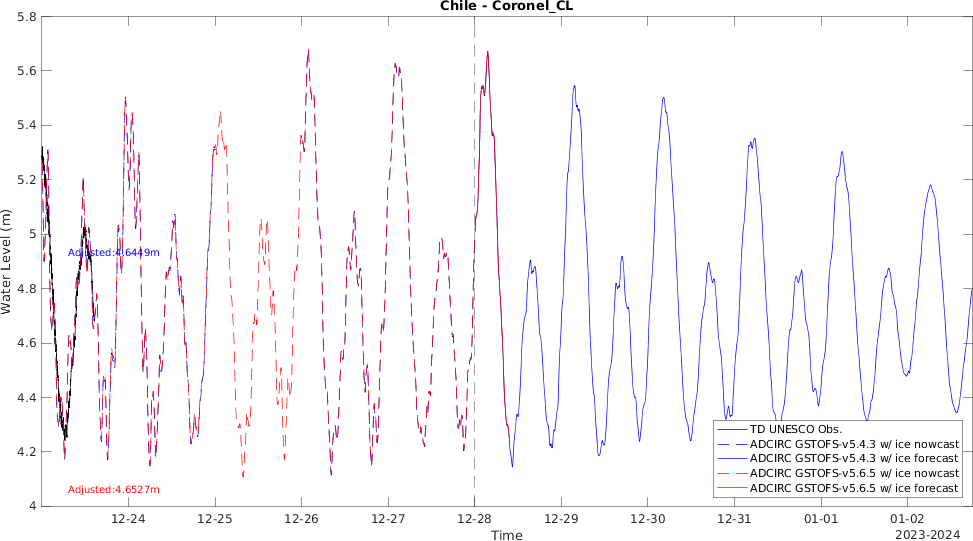 Chile - Coronel_CL
5.8
5.6
5.4
5.2
5
4.8
4.6
4.4
4.2
4
Water Level (m)
Adjusted:4.6449m
Adjusted:4.6527m
TD UNESCO Obs.
ADCIRC GSTOFS-v5.4.3 w/ ice nowcast
ADCIRC GSTOFS-v5.4.3 w/ ice forecast
ADCIRC GSTOFS-v5.6.5 w/ ice nowcast
ADCIRC GSTOFS-v5.6.5 w/ ice forecast
12-24 12-25 12-26 12-27 12-28 12-29 12-30 12-31 01-01 01-02
Time
2023-2024